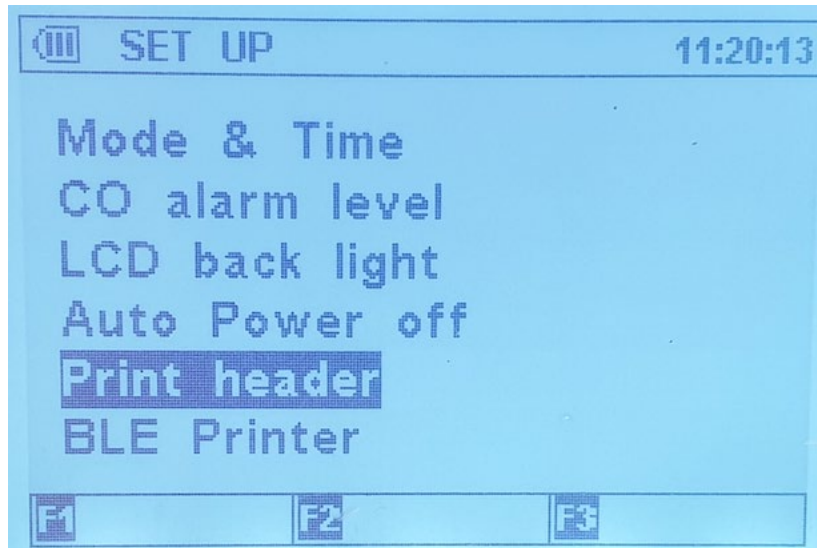 SET UP 11:20:13
Mode & Time
CO alarm level
LCD back light
Auto Power off
Print header
BLE Printer
F1 F2 F3